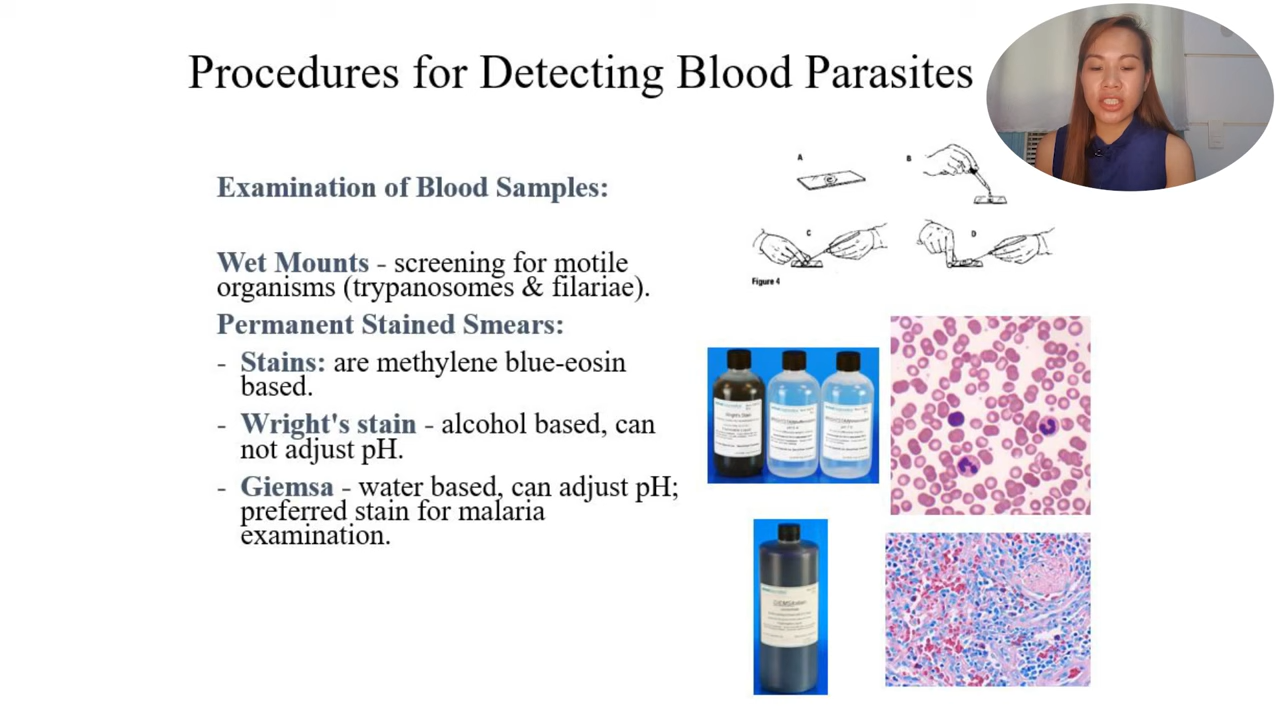 Procedures for Detecting Blood Parasites
Examination of Blood Samples:
Wet Mounts - screening for motile
organisms (trypanosomes & filariae).
Permanent Stained Smears:
- Stains: are methylene blue-eosin
based.
- Wright's stain - alcohol based, can
not adjust pH.
- Giemsa - water based, can adjust pH;
preferred stain for malaria
examination.
A
B
C
D
Figure 4